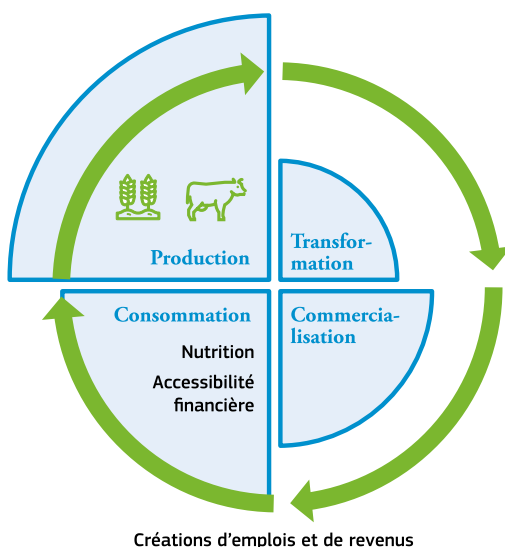 Production
Transfor-
mation
Consommation
Nutrition
Accessibilité
financière
Commercia-
lisation
Créations d'emplois et de revenus